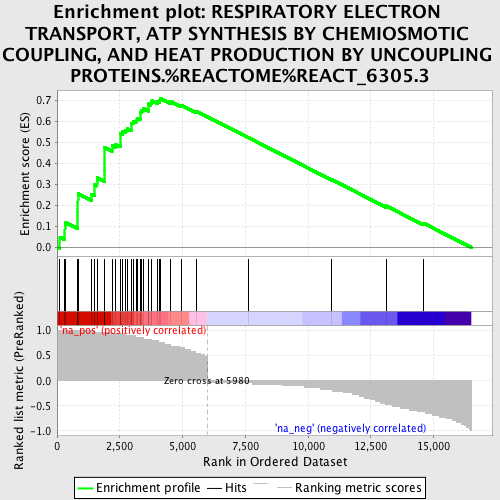 Enrichment plot: RESPIRATORY ELECTRON
TRANSPORT, ATP SYNTHESIS BY CHEMIOSMOTIC
COUPLING, AND HEAT PRODUCTION BY UNCOUPLING
PROTEINS.%REACTOME%REACT_6305.3
Enrichment score (ES)
0.7
0.6
0.5
0.4
0.3
0.2
0.1
0.0
Ranked list metric (PreRanked)
1.0
0.5
0.0
-0.5
-1.0
'na_pos' (positively correlated)
Zero cross at 5980
'na_neg' (negatively correlated)
0 2,500 5,000 7,500 10,000 12,500 15,000
Rank in Ordered Dataset
Enrichment profile Hits Ranking metric scores